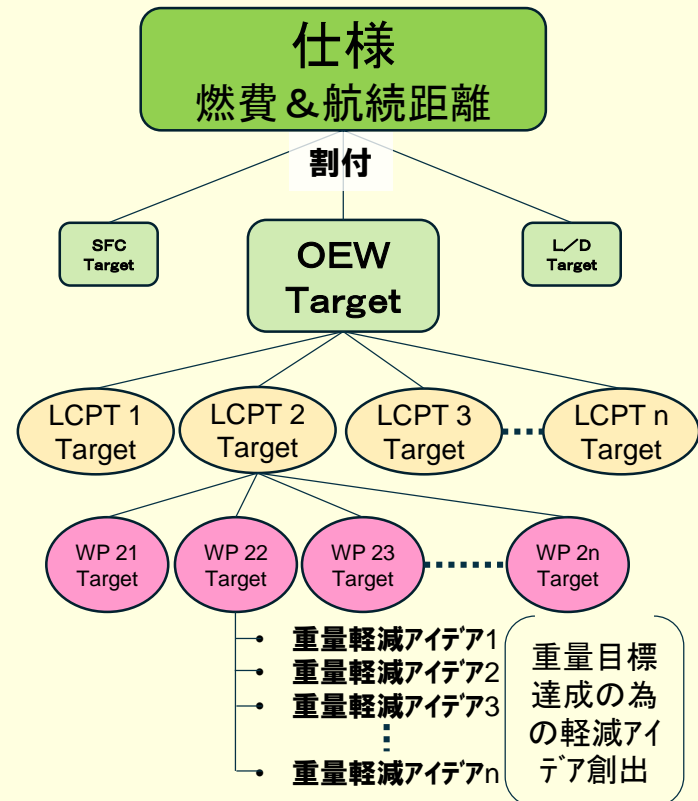 仕様
燃費＆航続距離
割付
SFC
Target
OEW
Target
L／D
Target
LCPT 1
Target
LCPT 2
Target
LCPT 3
Target
LCPT n
Target
WP 21
Target
WP 22
Target
WP 23
Target
WP 2n
Target
重量軽減ｱｲﾃﾞｱ1
重量軽減ｱｲﾃﾞｱ2
重量軽減ｱｲﾃﾞｱ3
重量軽減ｱｲﾃﾞｱn
重量目標
達成の為
の軽減ｱｲ
ﾃﾞｱ創出